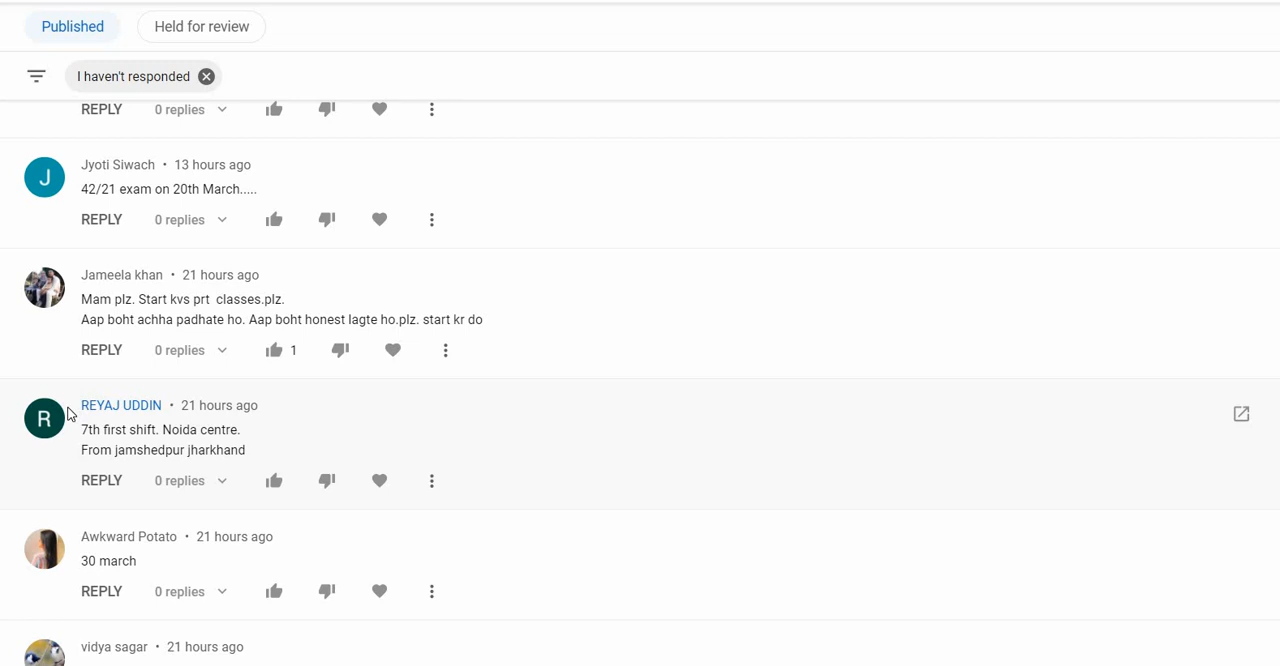 Published Held for review
I haven't responded
REPLY 0 replies
J
Jyoti Siwach • 13 hours ago
42/21 exam on 20th March.....
REPLY 0 replies
Jameela khan • 21 hours ago
Mam plz. Start kvs prt classes.plz.
Aap boht achha padhate ho. Aap boht honest lagte ho.plz. start kr do
REPLY 0 replies 1
R
REYAJ UDDIN • 21 hours ago
7th first shift. Noida centre.
From jamshedpur jharkhand
REPLY 0 replies
Awkward Potato • 21 hours ago
30 march
REPLY 0 replies
vidya sagar • 21 hours ago